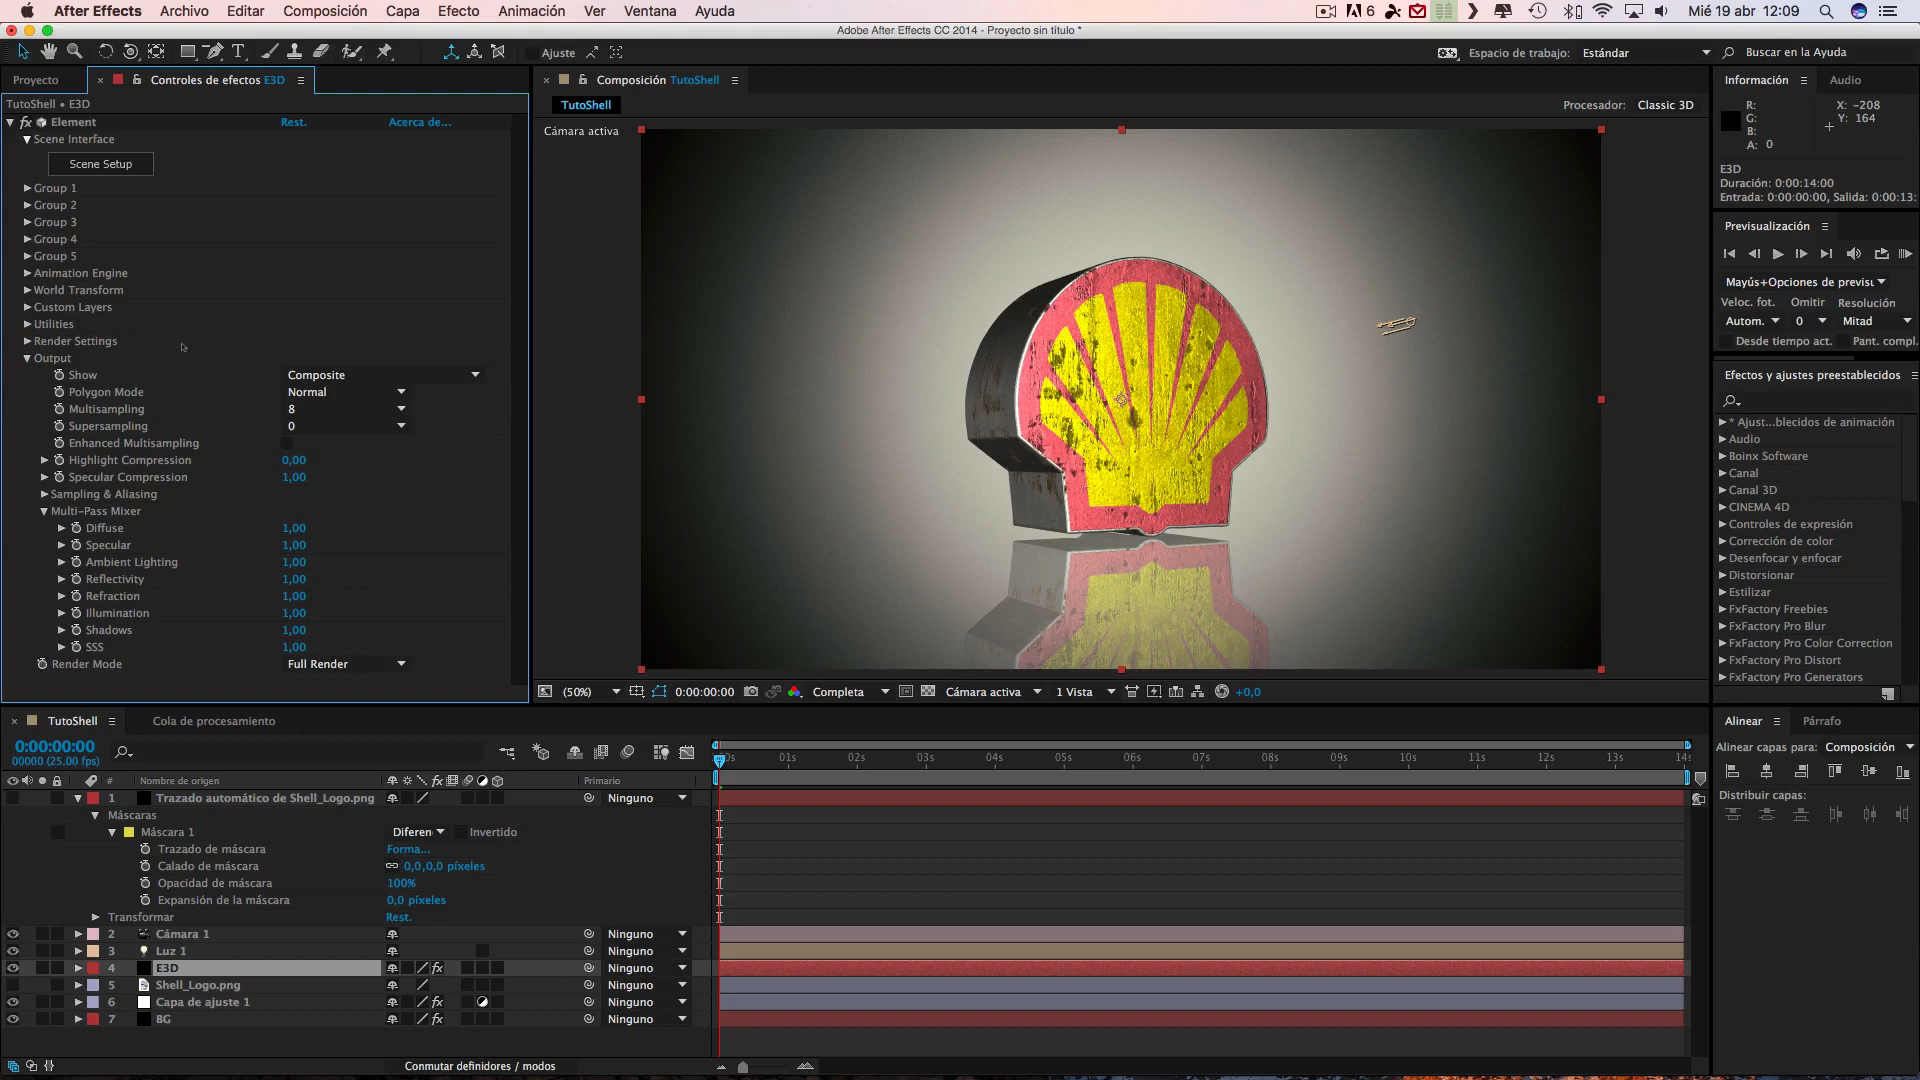 After Effects Archivo Editar Composición Capa Efecto Animación Ver Ventana Ayuda 6 Mié 19 abr 12:09
Adobe After Effects CC 2014 - Proyecto sin título *
Ajuste Espacio de trabajo: Estándar Buscar en la Ayuda
Proyecto Controles de efectos E3D
TutoShell • E3D
fx Element Rest. Acerca de...
Scene Interface
Scene Setup
Group 1
Group 2
Group 3
Group 4
Group 5
Animation Engine
World Transform
Custom Layers
Utilities
Render Settings
Output
Show Composite
Polygon Mode Normal
Multisampling 8
Supersampling 0
Enhanced Multisampling
Highlight Compression 0,00
Specular Compression 1,00
Sampling & Aliasing
Multi-Pass Mixer
Diffuse 1,00
Specular 1,00
Ambient Lighting 1,00
Reflectivity 1,00
Refraction 1,00
Illumination 1,00
Shadows 1,00
SSS 1,00
Render Mode Full Render
Composición TutoShell
TutoShell Procesador: Classic 3D
Cámara activa
(50%) 0:00:00:00 Completa Cámara activa 1 Vista +0,0
Información Audio
R: X: -208
G: Y: 164
B:
A: 0
E3D
Duración: 0:00:14:00
Entrada: 0:00:00:00, Salida: 0:00:13:
Previsualización
Mayús+Opciones de previsu
Veloc. fot. Omitir Resolución
Autom. 0 Mitad
Desde tiempo act. Pant. compl.
Efectos y ajustes preestablecidos
* Ajust...blecidos de animación
Audio
Boinx Software
Canal
Canal 3D
CINEMA 4D
Controles de expresión
Corrección de color
Desenfocar y enfocar
Distorsionar
Estilizar
FxFactory Freebies
FxFactory Pro Blur
FxFactory Pro Color Correction
FxFactory Pro Distort
FxFactory Pro Generators
TutoShell Cola de procesamiento
0:00:00:00
00000 (25.00 fps)
00s 01s 02s 03s 04s 05s 06s 07s 08s 09s 10s 11s 12s 13s 14s
# Nombre de origen fx Primario
1 Trazado automático de Shell_Logo.png Ninguno
Máscaras
Máscara 1 Diferen Invertido
Trazado de máscara Forma...
Calado de máscara 0,0,0,0 píxeles
Opacidad de máscara 100%
Expansión de la máscara 0,0 píxeles
Transformar Rest.
2 Cámara 1 Ninguno
3 Luz 1 Ninguno
4 E3D fx Ninguno
5 Shell_Logo.png Ninguno
6 Capa de ajuste 1 fx Ninguno
7 BG fx Ninguno
Conmutar definidores / modos
Alinear Párrafo
Alinear capas para: Composición
Distribuir capas: